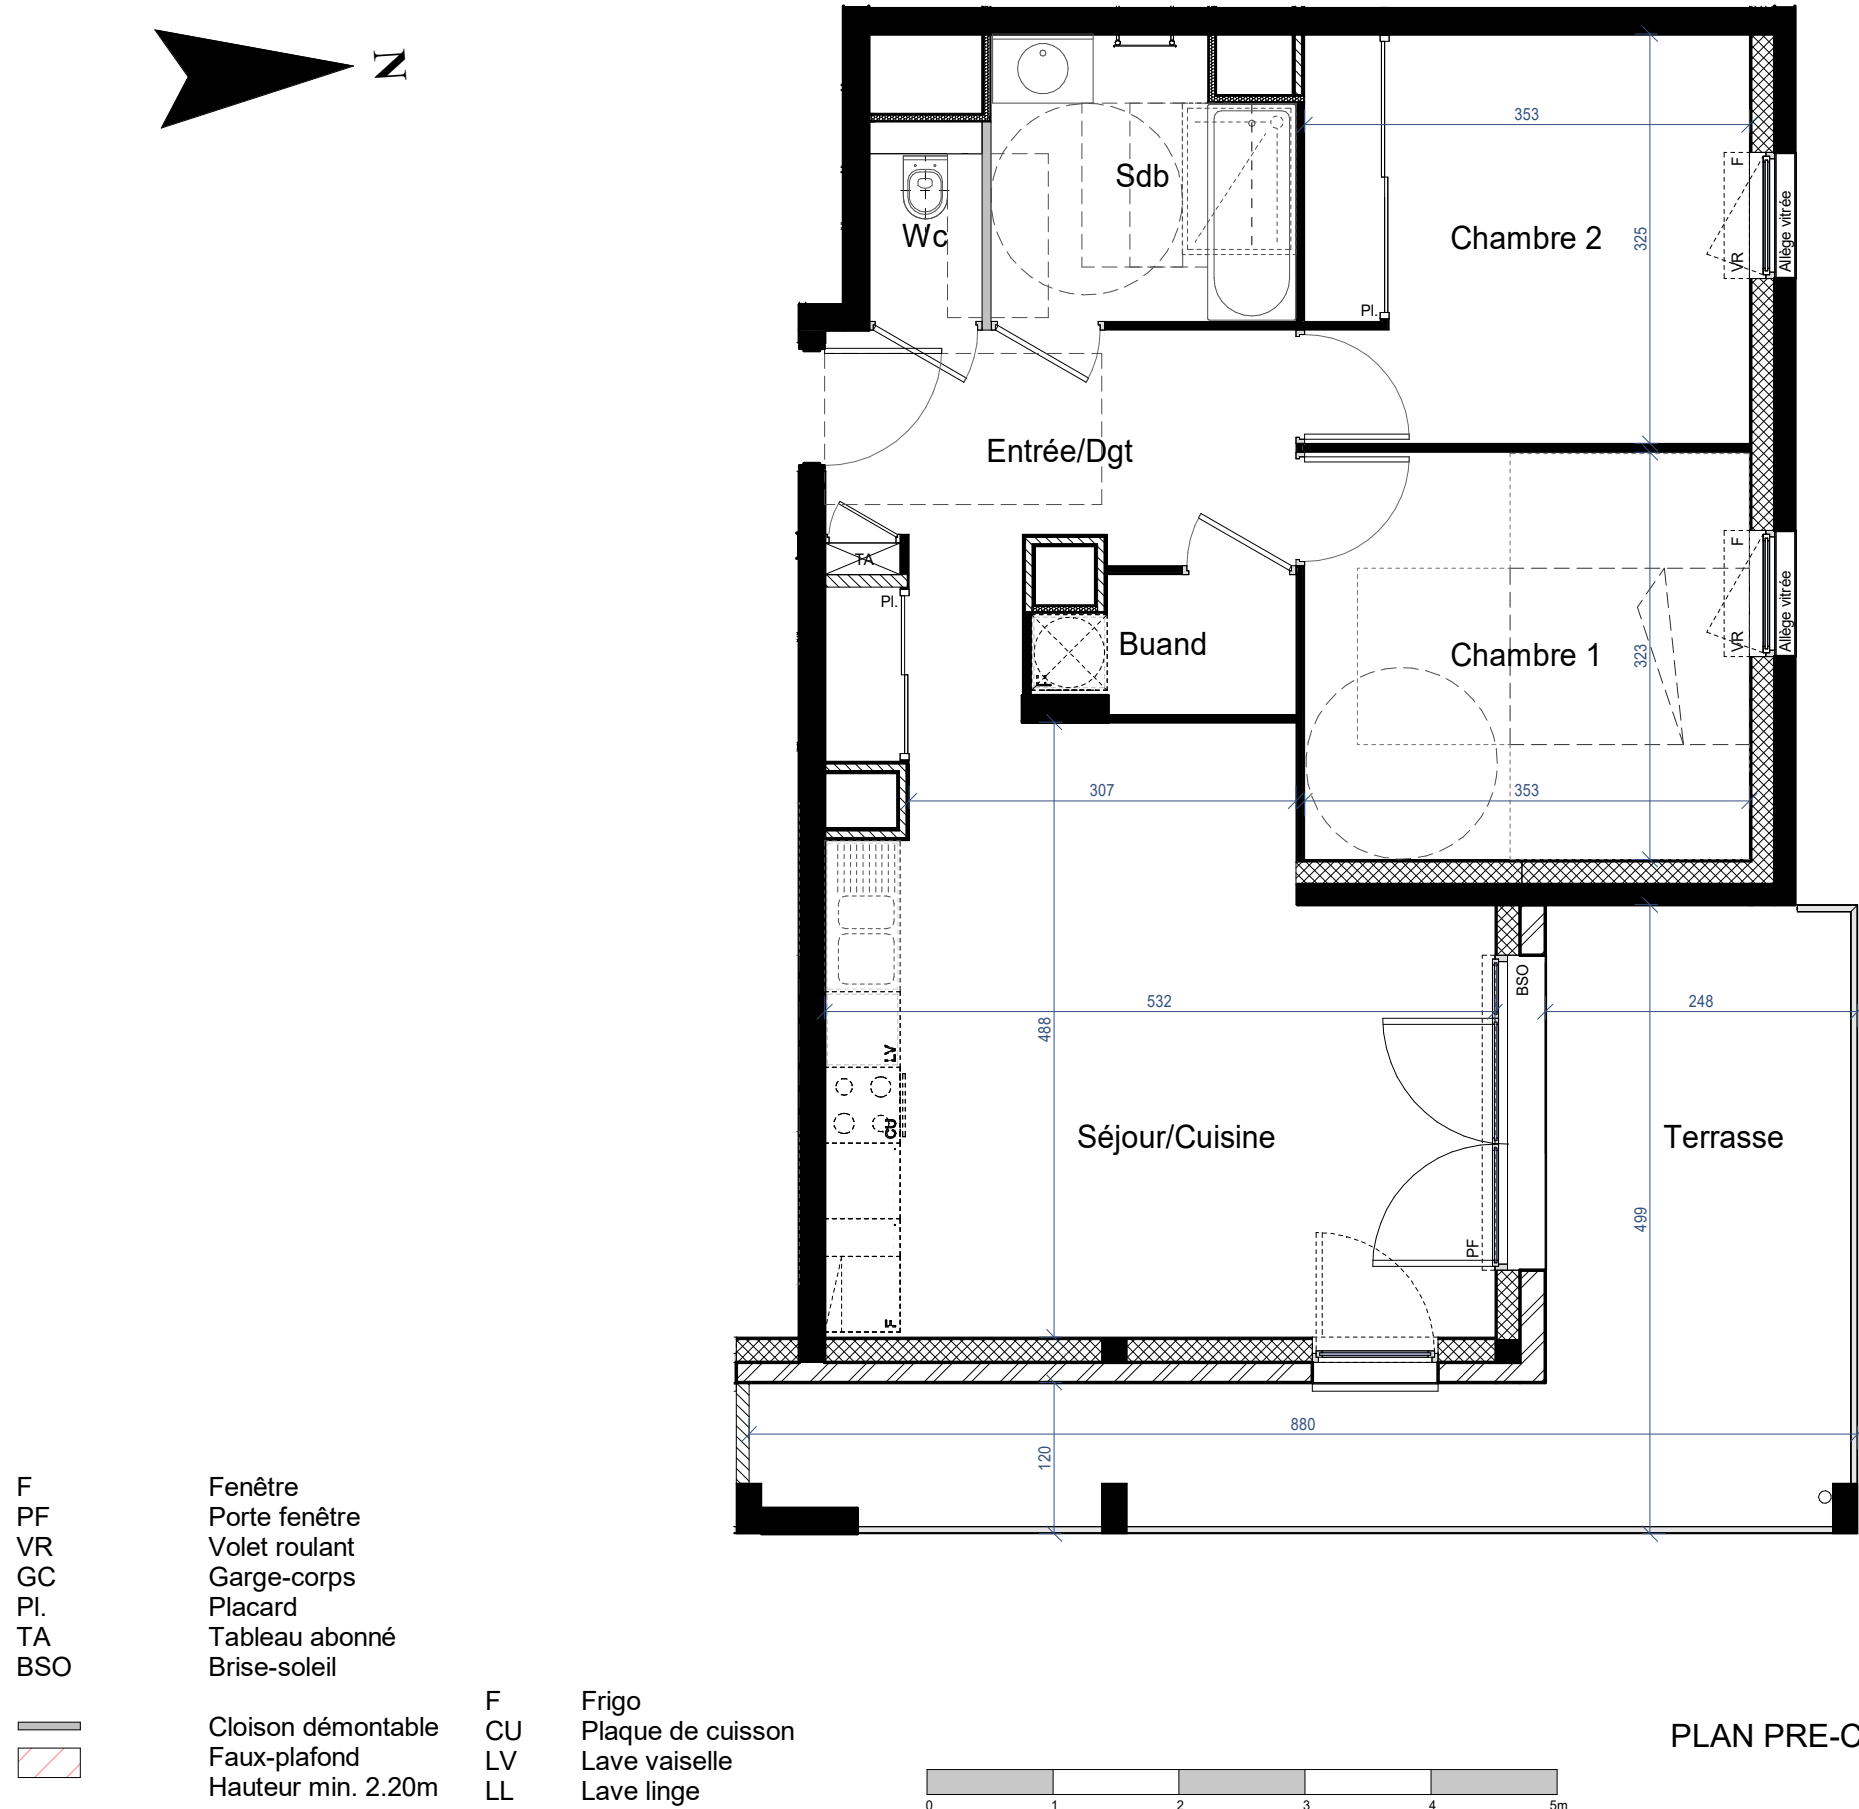 N
353
Sdb
F
Allège vitrée
Wc
Chambre 2
325
VR
Pl.
Entrée/Dgt
TA
F
Allège vitrée
Pl.
Buand
Chambre 1
323
VR
307
353
BSO
532
248
488
LV
CU
Séjour/Cuisine
Terrasse
499
PF
F
880
120
F Fenêtre
PF Porte fenêtre
VR Volet roulant
GC Garge-corps
Pl. Placard
TA Tableau abonné
BSO Brise-soleil
Cloison démontable
Faux-plafond
Hauteur min. 2.20m
F Frigo
CU Plaque de cuisson
LV Lave vaiselle
LL Lave linge
PLAN PRE-C
0 1 2 3 4 5m